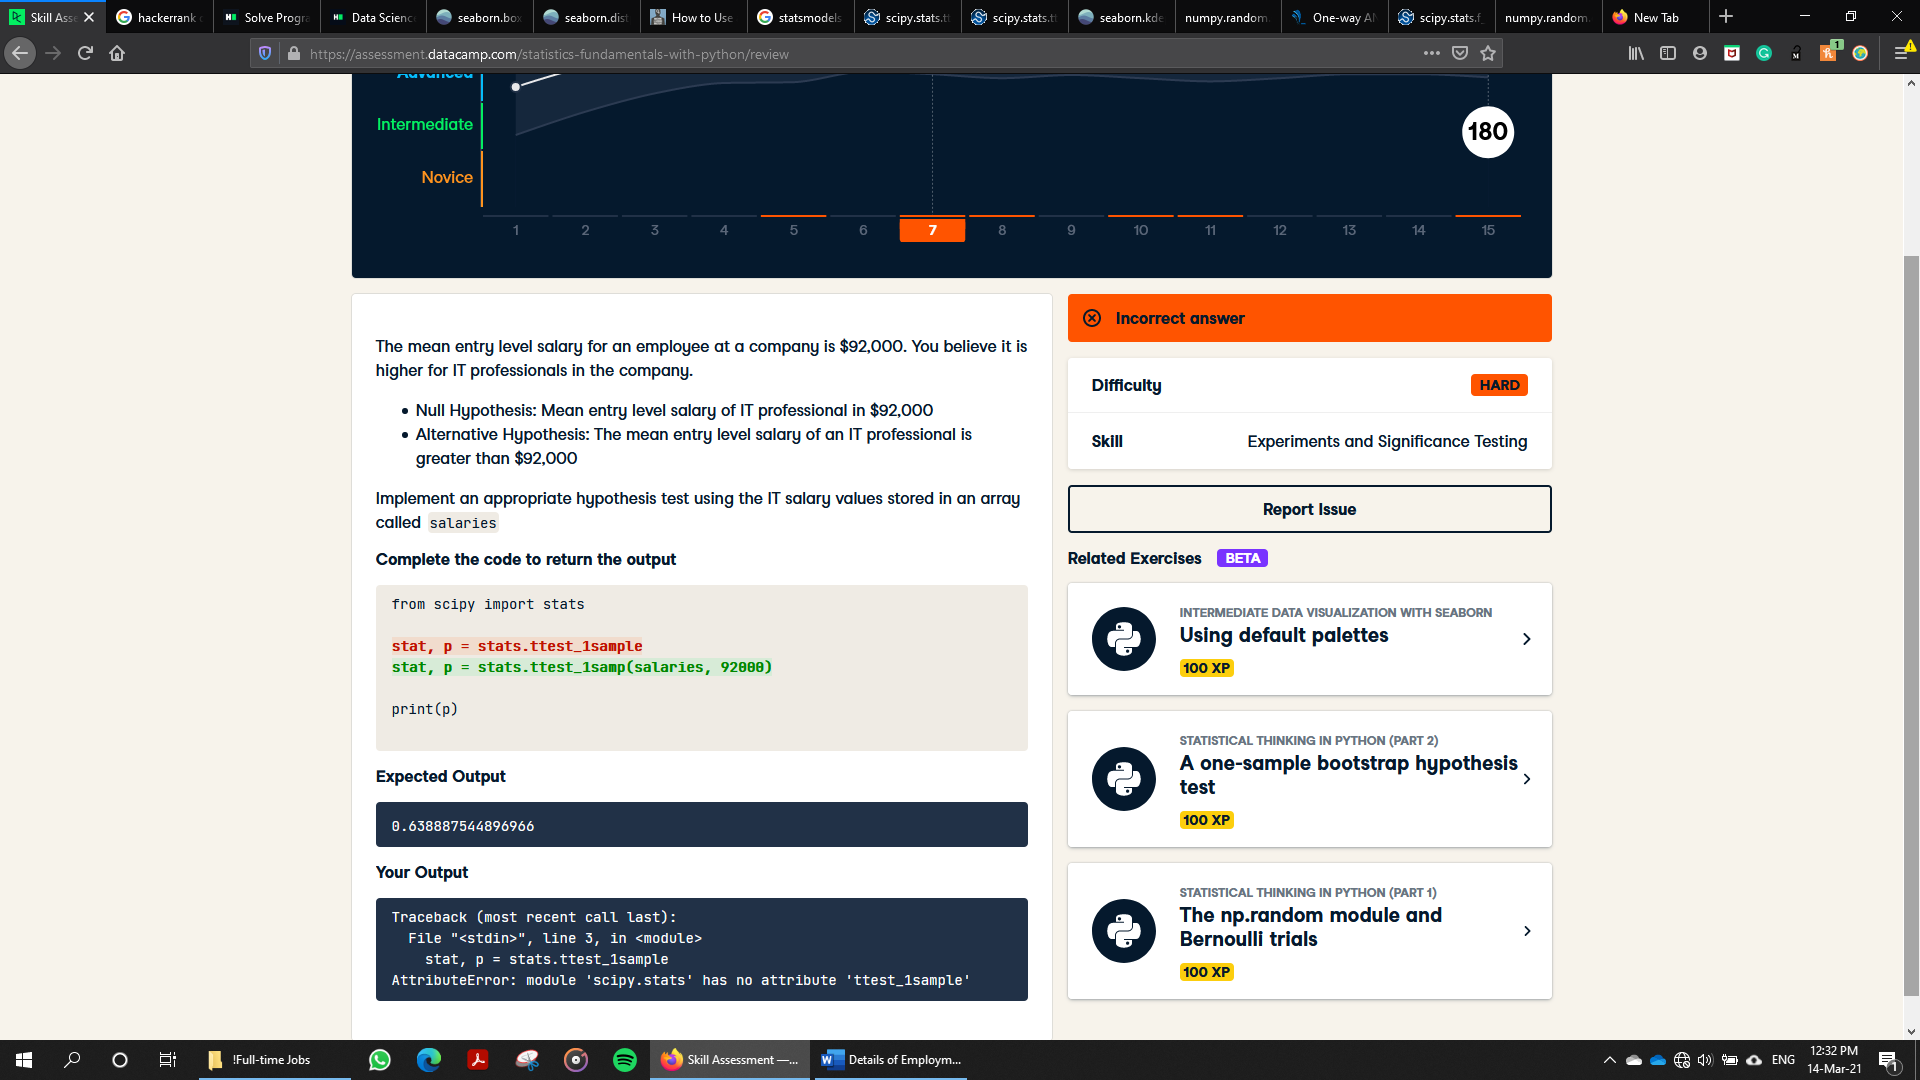 Skill Asse
hackerrank c
Solve Progra
Data Scienc
seaborn.box
seaborn.dist
How to Use
statsmodels
scipy.stats.tt
scipy.stats.tt
seaborn.kde
numpy.random.
One-way AN
scipy.stats.f_
numpy.random.
New Tab
https://assessment.datacamp.com/statistics-fundamentals-with-python/review
1
Advanced
Intermediate
Novice
180
1 2 3 4 5 6 7 8 9 10 11 12 13 14 15
The mean entry level salary for an employee at a company is $92,000. You believe it is
higher for IT professionals in the company.
• Null Hypothesis: Mean entry level salary of IT professional in $92,000
• Alternative Hypothesis: The mean entry level salary of an IT professional is
greater than $92,000
Implement an appropriate hypothesis test using the IT salary values stored in an array
called salaries
Complete the code to return the output
from scipy import stats
stat, p = stats.ttest_1sample
stat, p = stats.ttest_1samp(salaries, 92000)
print(p)
Expected Output
0.638887544896966
Your Output
Traceback (most recent call last):
File "<stdin>", line 3, in <module>
stat, p = stats.ttest_1sample
AttributeError: module 'scipy.stats' has no attribute 'ttest_1sample'
Incorrect answer
Difficulty
HARD
Skill
Experiments and Significance Testing
Report Issue
Related Exercises BETA
INTERMEDIATE DATA VISUALIZATION WITH SEABORN
Using default palettes
100 XP
STATISTICAL THINKING IN PYTHON (PART 2)
A one-sample bootstrap hypothesis
test
100 XP
STATISTICAL THINKING IN PYTHON (PART 1)
The np.random module and
Bernoulli trials
100 XP
!Full-time Jobs
Skill Assessment —...
Details of Employm...
ENG
12:32 PM
14-Mar-21
1